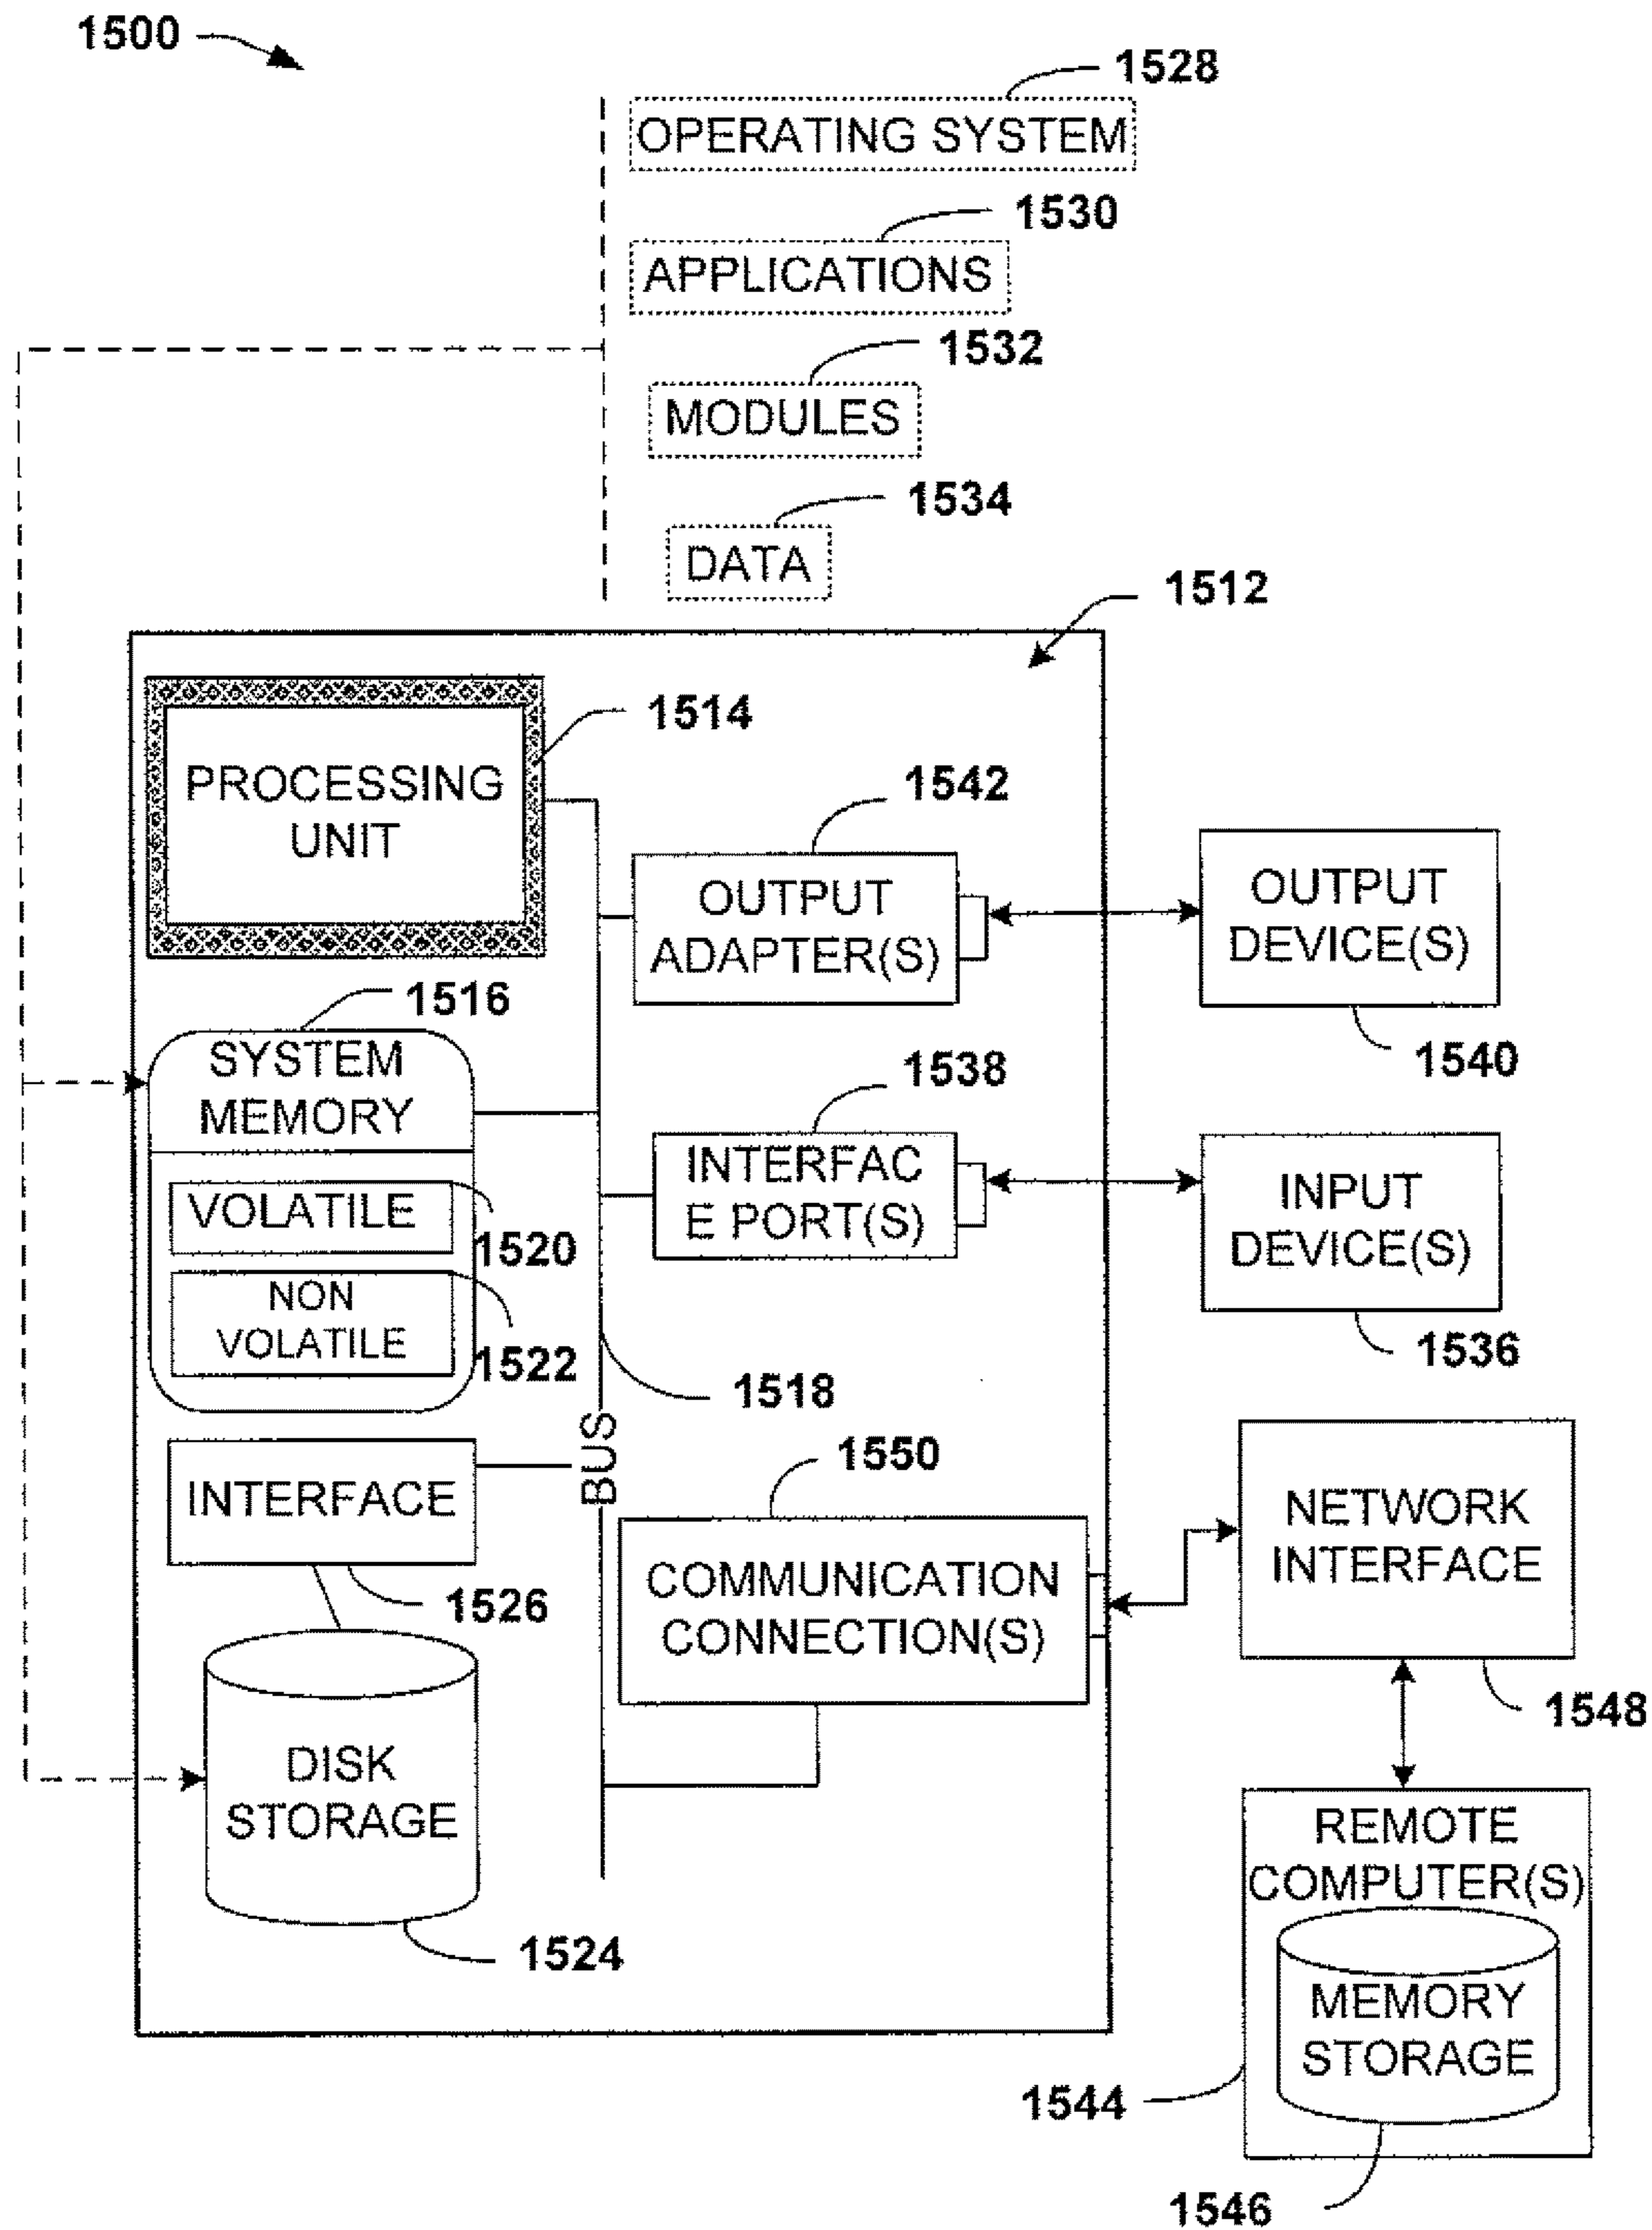 1500
1528
OPERATING SYSTEM
1530
APPLICATIONS
1532
MODULES
1534
DATA
1512
1514
PROCESSING
UNIT
1542
OUTPUT
ADAPTER(S)
OUTPUT
DEVICE(S)
1540
1516
SYSTEM
MEMORY
VOLATILE
1520
NON
VOLATILE
1522
1538
INTERFAC
E PORT(S)
INPUT
DEVICE(S)
1536
1518
BUS
INTERFACE
1526
1550
COMMUNICATION
CONNECTION(S)
NETWORK
INTERFACE
1548
DISK
STORAGE
1524
REMOTE
COMPUTER(S)
MEMORY
STORAGE
1544
1546